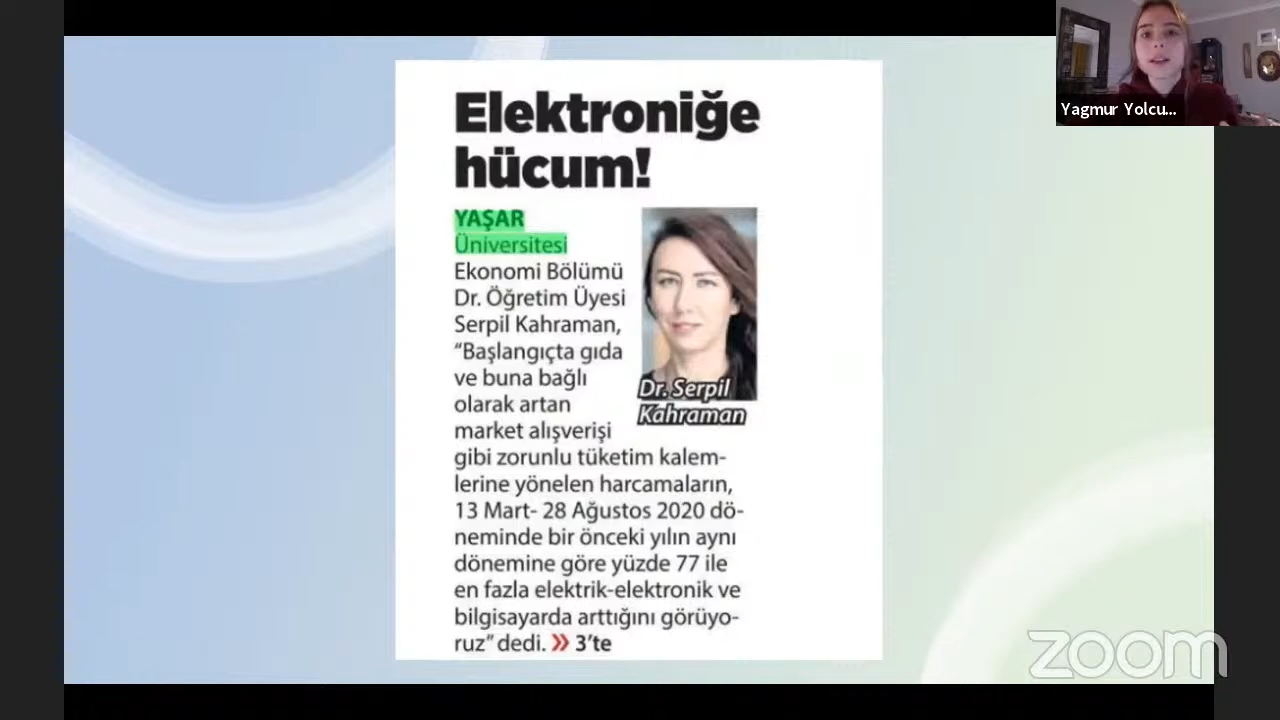 Yagmur Yolcu...
Elektroniğe
hücum!
YAŞAR
Üniversitesi
Ekonomi Bölümü
Dr. Öğretim Üyesi
Serpil Kahraman,
“Başlangıçta gıda
ve buna bağlı
olarak artan
market alışverişi
gibi zorunlu tüketim kalem-
lerine yönelen harcamaların,
13 Mart- 28 Ağustos 2020 dö-
neminde bir önceki yılın aynı
dönemine göre yüzde 77 ile
en fazla elektrik-elektronik ve
bilgisayarda arttığını görüyo-
ruz” dedi. » 3’te
Dr. Serpil
Kahraman
zoom